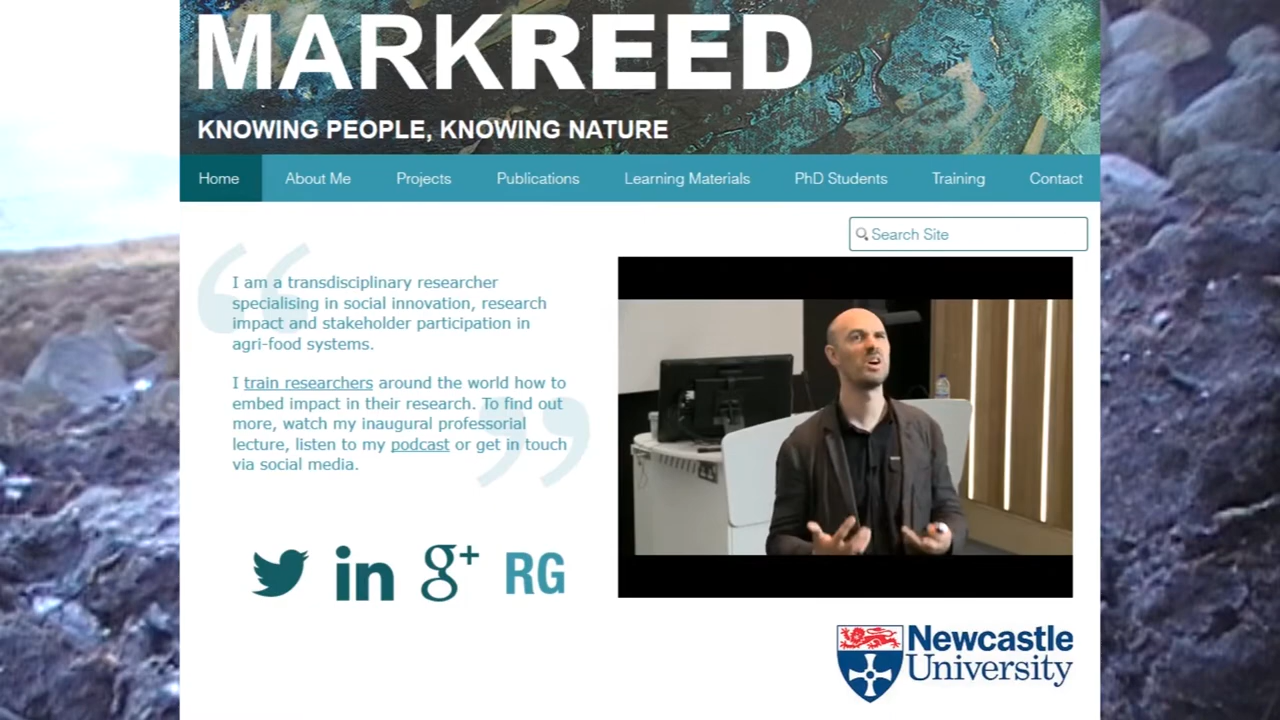 MARKREED
KNOWING PEOPLE, KNOWING NATURE
Home About Me Projects Publications Learning Materials PhD Students Training Contact
Search Site
I am a transdisciplinary researcher
specialising in social innovation, research
impact and stakeholder participation in
agri-food systems.
I train researchers around the world how to
embed impact in their research. To find out
more, watch my inaugural professorial
lecture, listen to my podcast or get in touch
via social media.
in g+ RG
Newcastle
University